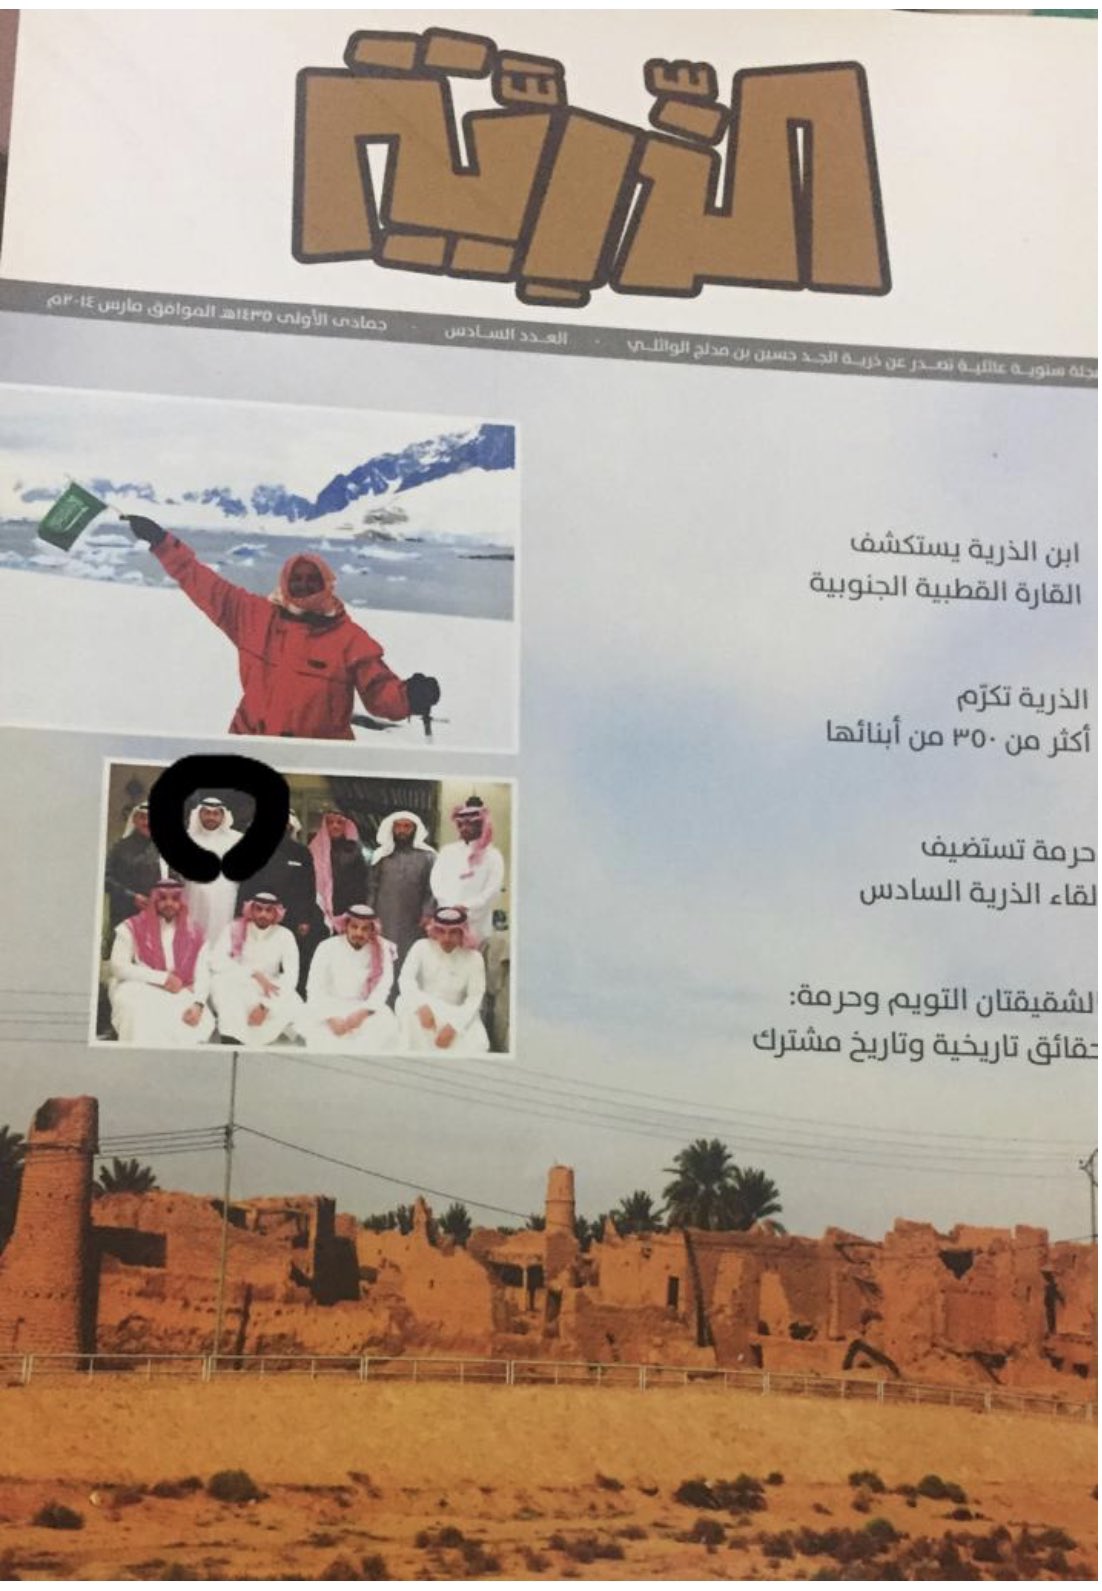 الذّريَّة
مجلة سنوية عائلية تصدر عن ذرية الجد حسين بن مدلج الوائلي · العدد السادس · جمادى الأولى ١٤٣٥هـ الموافق مارس ٢٠١٤م
ابن الذرية يستكشف
القارة القطبية الجنوبية
الذرية تكرّم
أكثر من ٣٥٠ من أبنائها
حرمة تستضيف
لقاء الذرية السادس
الشقيقتان التويم وحرمة:
حقائق تاريخية وتاريخ مشترك